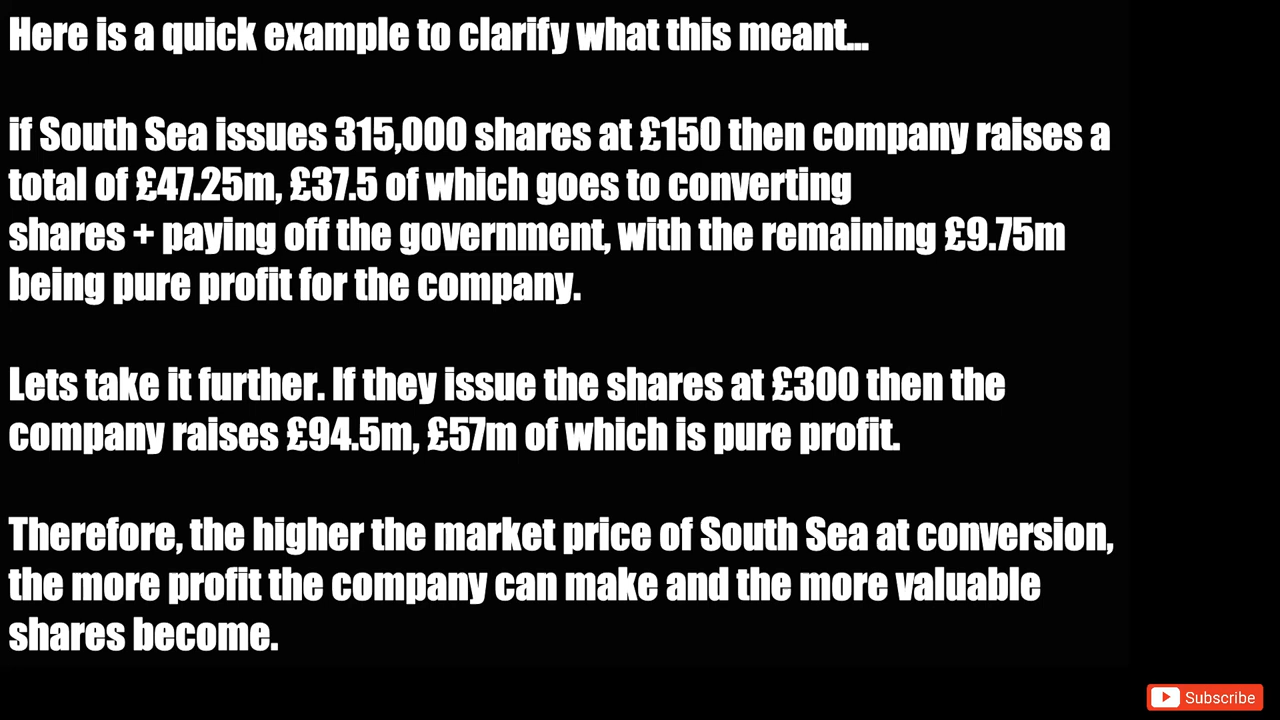 Here is a quick example to clarify what this meant...
if South Sea issues 315,000 shares at £150 then company raises a
total of £47.25m, £37.5 of which goes to converting
shares + paying off the government, with the remaining £9.75m
being pure profit for the company.
Lets take it further. If they issue the shares at £300 then the
company raises £94.5m, £57m of which is pure profit.
Therefore, the higher the market price of South Sea at conversion,
the more profit the company can make and the more valuable
shares become.
Subscribe